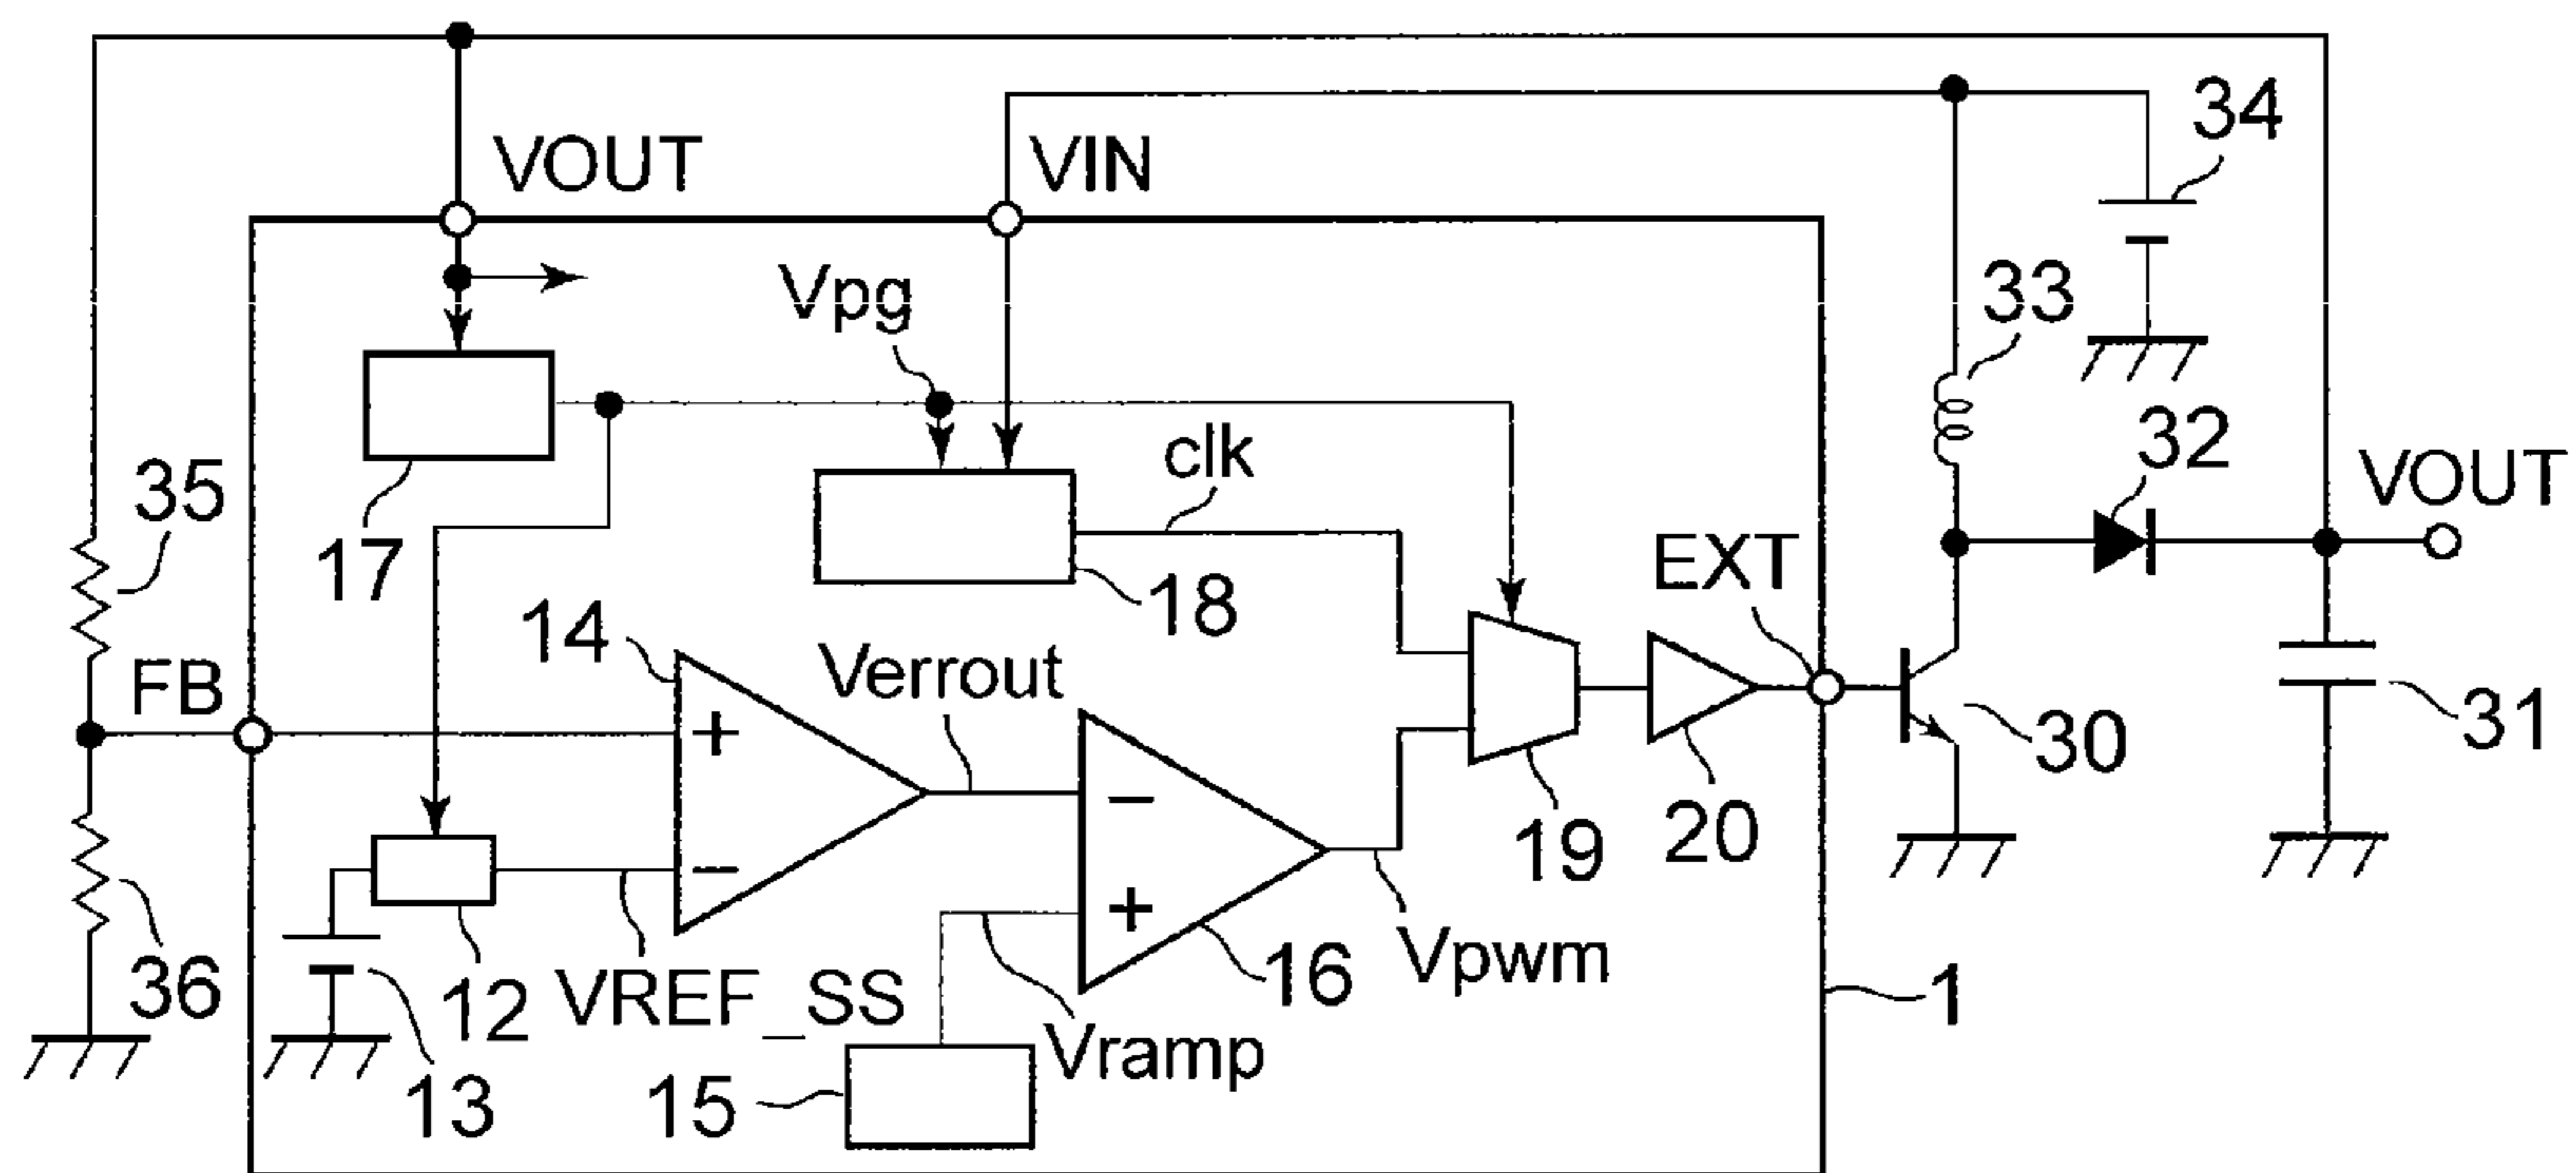 34
VOUT
VIN
Vpg
33
32
clk
35
VOUT
17
EXT
18
14
Verrout
FB
+
−
31
30
20
19
−
+
16
Vpwm
36
12
VREF_SS
1
Vramp
13
15